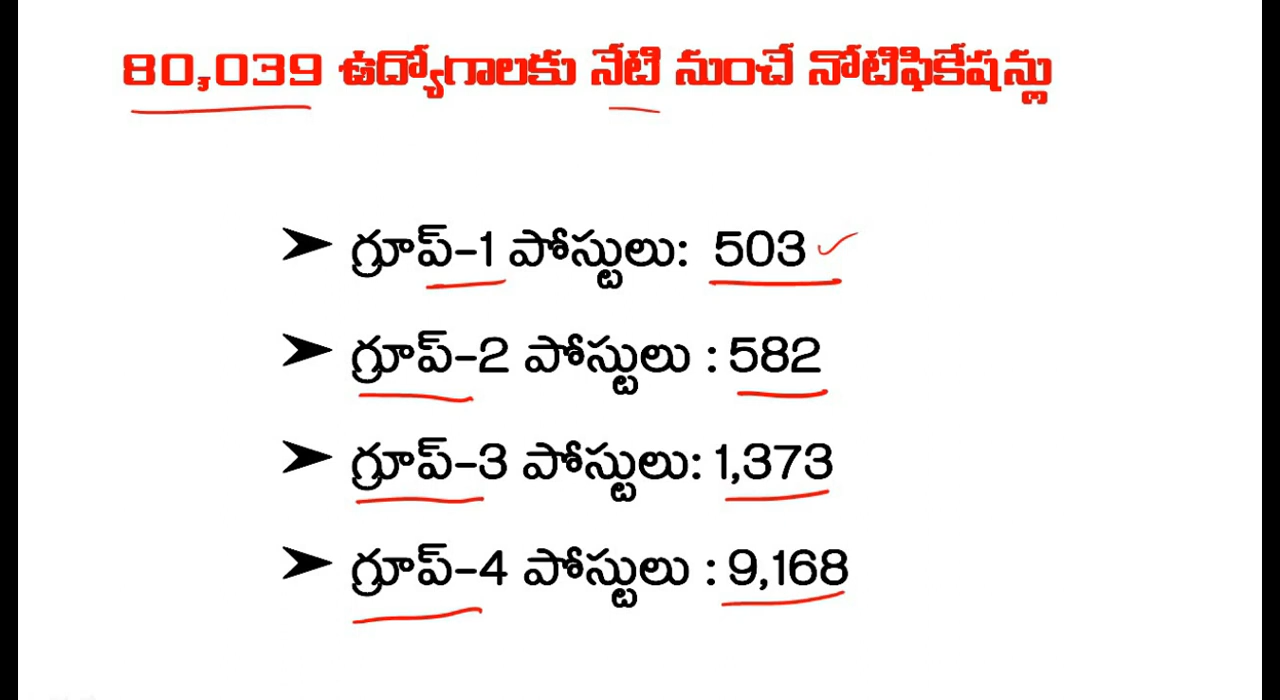 80,039 ఉద్యోగాలకు నేటి నుంచే నోటిఫికేషన్లు
➤ గ్రూప్-1 పోస్టులు: 503
➤ గ్రూప్-2 పోస్టులు : 582
➤ గ్రూప్-3 పోస్టులు: 1,373
➤ గ్రూప్-4 పోస్టులు : 9,168